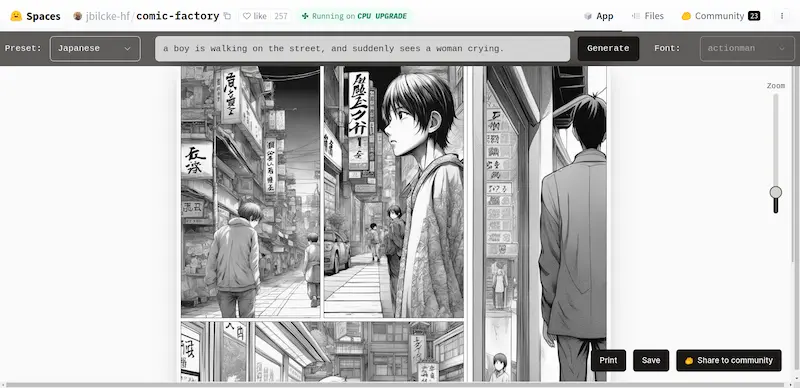 Spaces jbilcke-hf/comic-factory like 257 Running on CPU UPGRADE App Files Community 23
Preset: Japanese a boy is walking on the street, and suddenly sees a woman crying. Generate Font: actionman
Zoom
Print Save Share to community